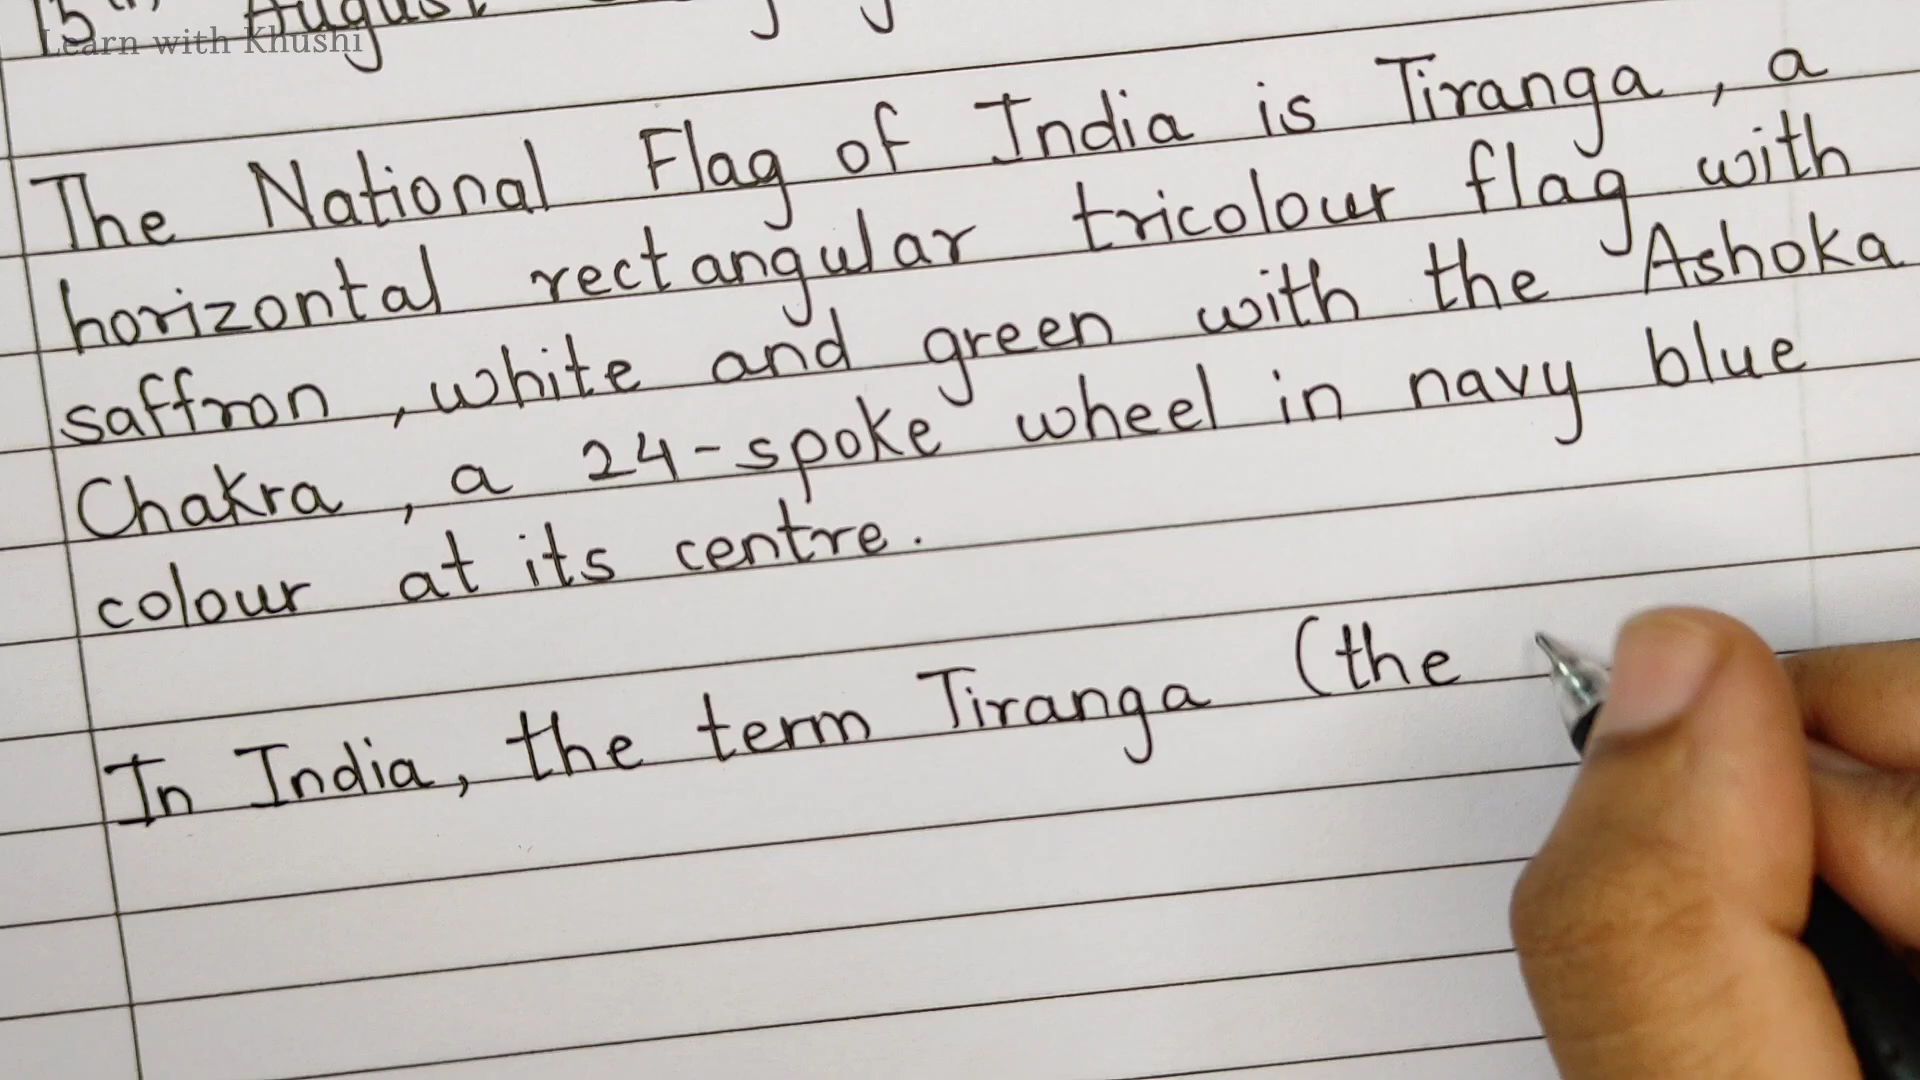 15th August
Learn with Khushi
The National Flag of India is Tiranga, a
horizontal rectangular tricolour flag with
saffron, white and green with the Ashoka
Chakra, a 24-spoke wheel in navy blue
colour at its centre.
In India, the term Tiranga (the